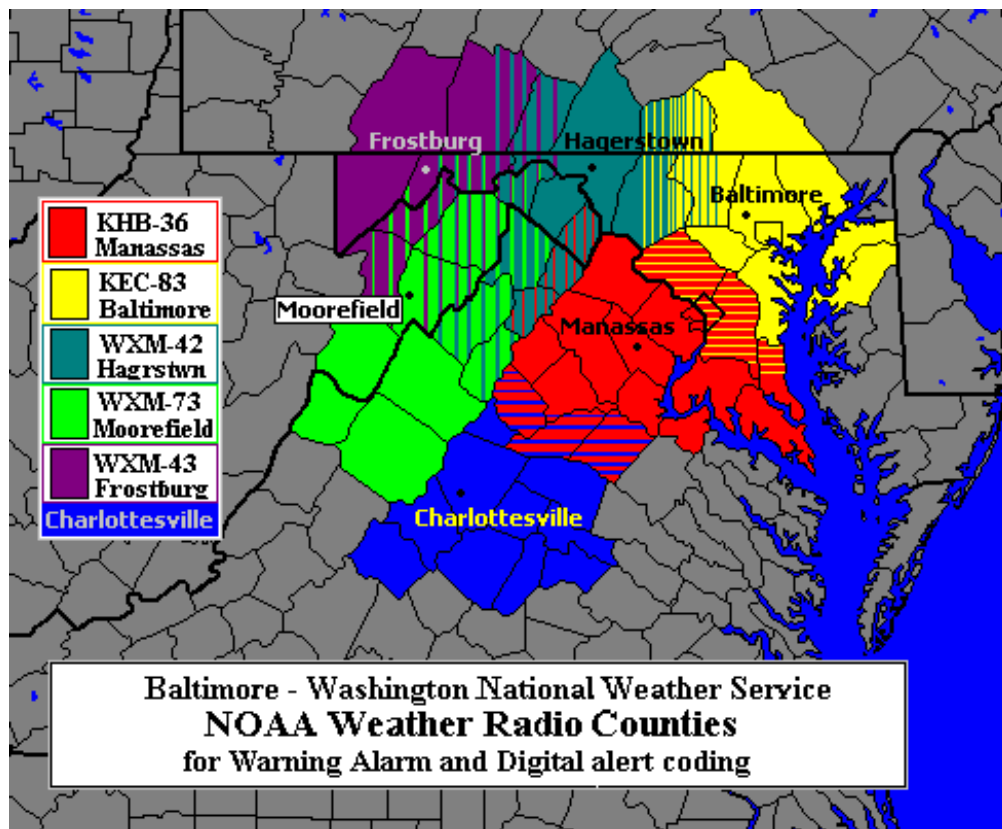 Frostburg
Hagerstown
Baltimore
KHB-36
Manassas
KEC-83
Baltimore
WXM-42
Hagrstwn
WXM-73
Moorefield
WXM-43
Frostburg
Charlottesville
Moorefield
Manassas
Charlottesville
Baltimore - Washington National Weather Service
NOAA Weather Radio Counties
for Warning Alarm and Digital alert coding